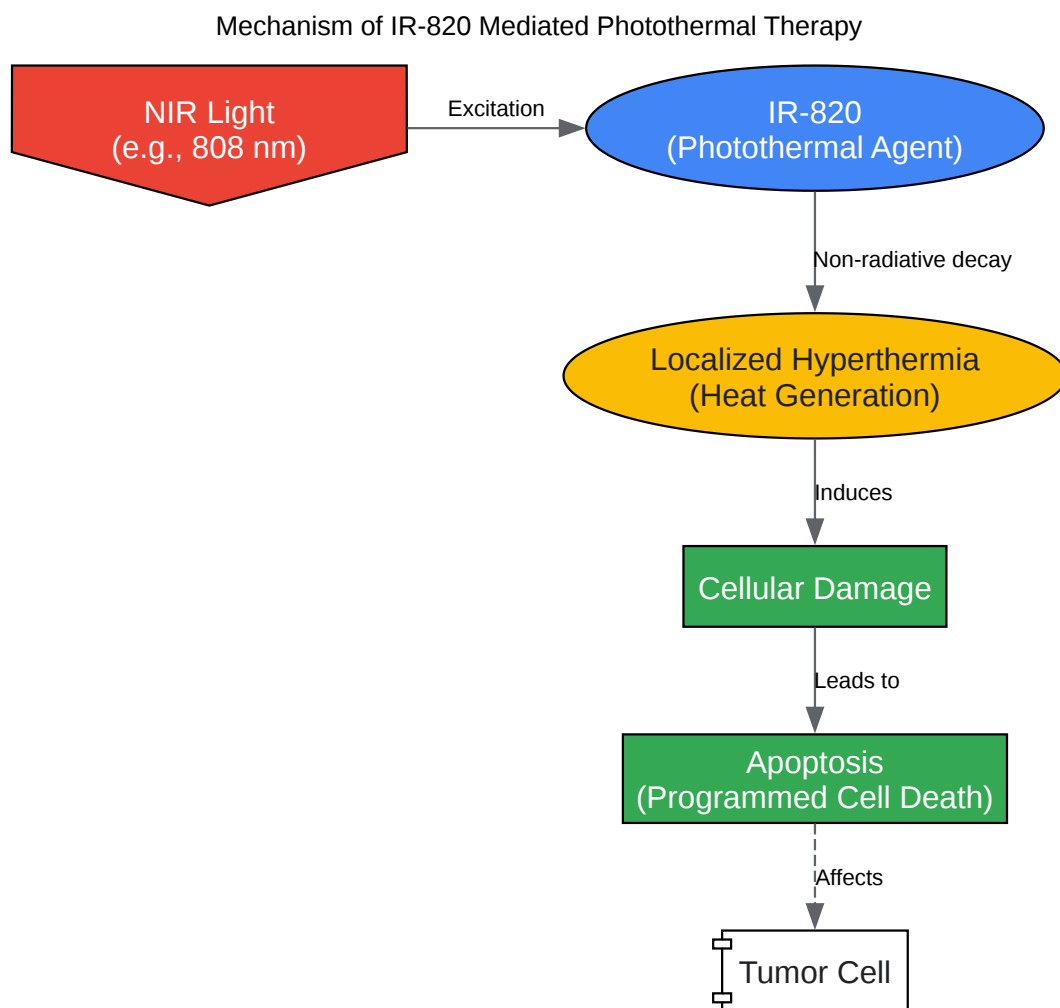 Mechanism of IR-820 Mediated Photothermal Therapy
NIR Light
(e.g., 808 nm)
Excitation
IR-820
(Photothermal Agent)
Non-radiative decay
Localized Hyperthermia
(Heat Generation)
Induces
Cellular Damage
Leads to
Apoptosis
(Programmed Cell Death)
Affects
Tumor Cell